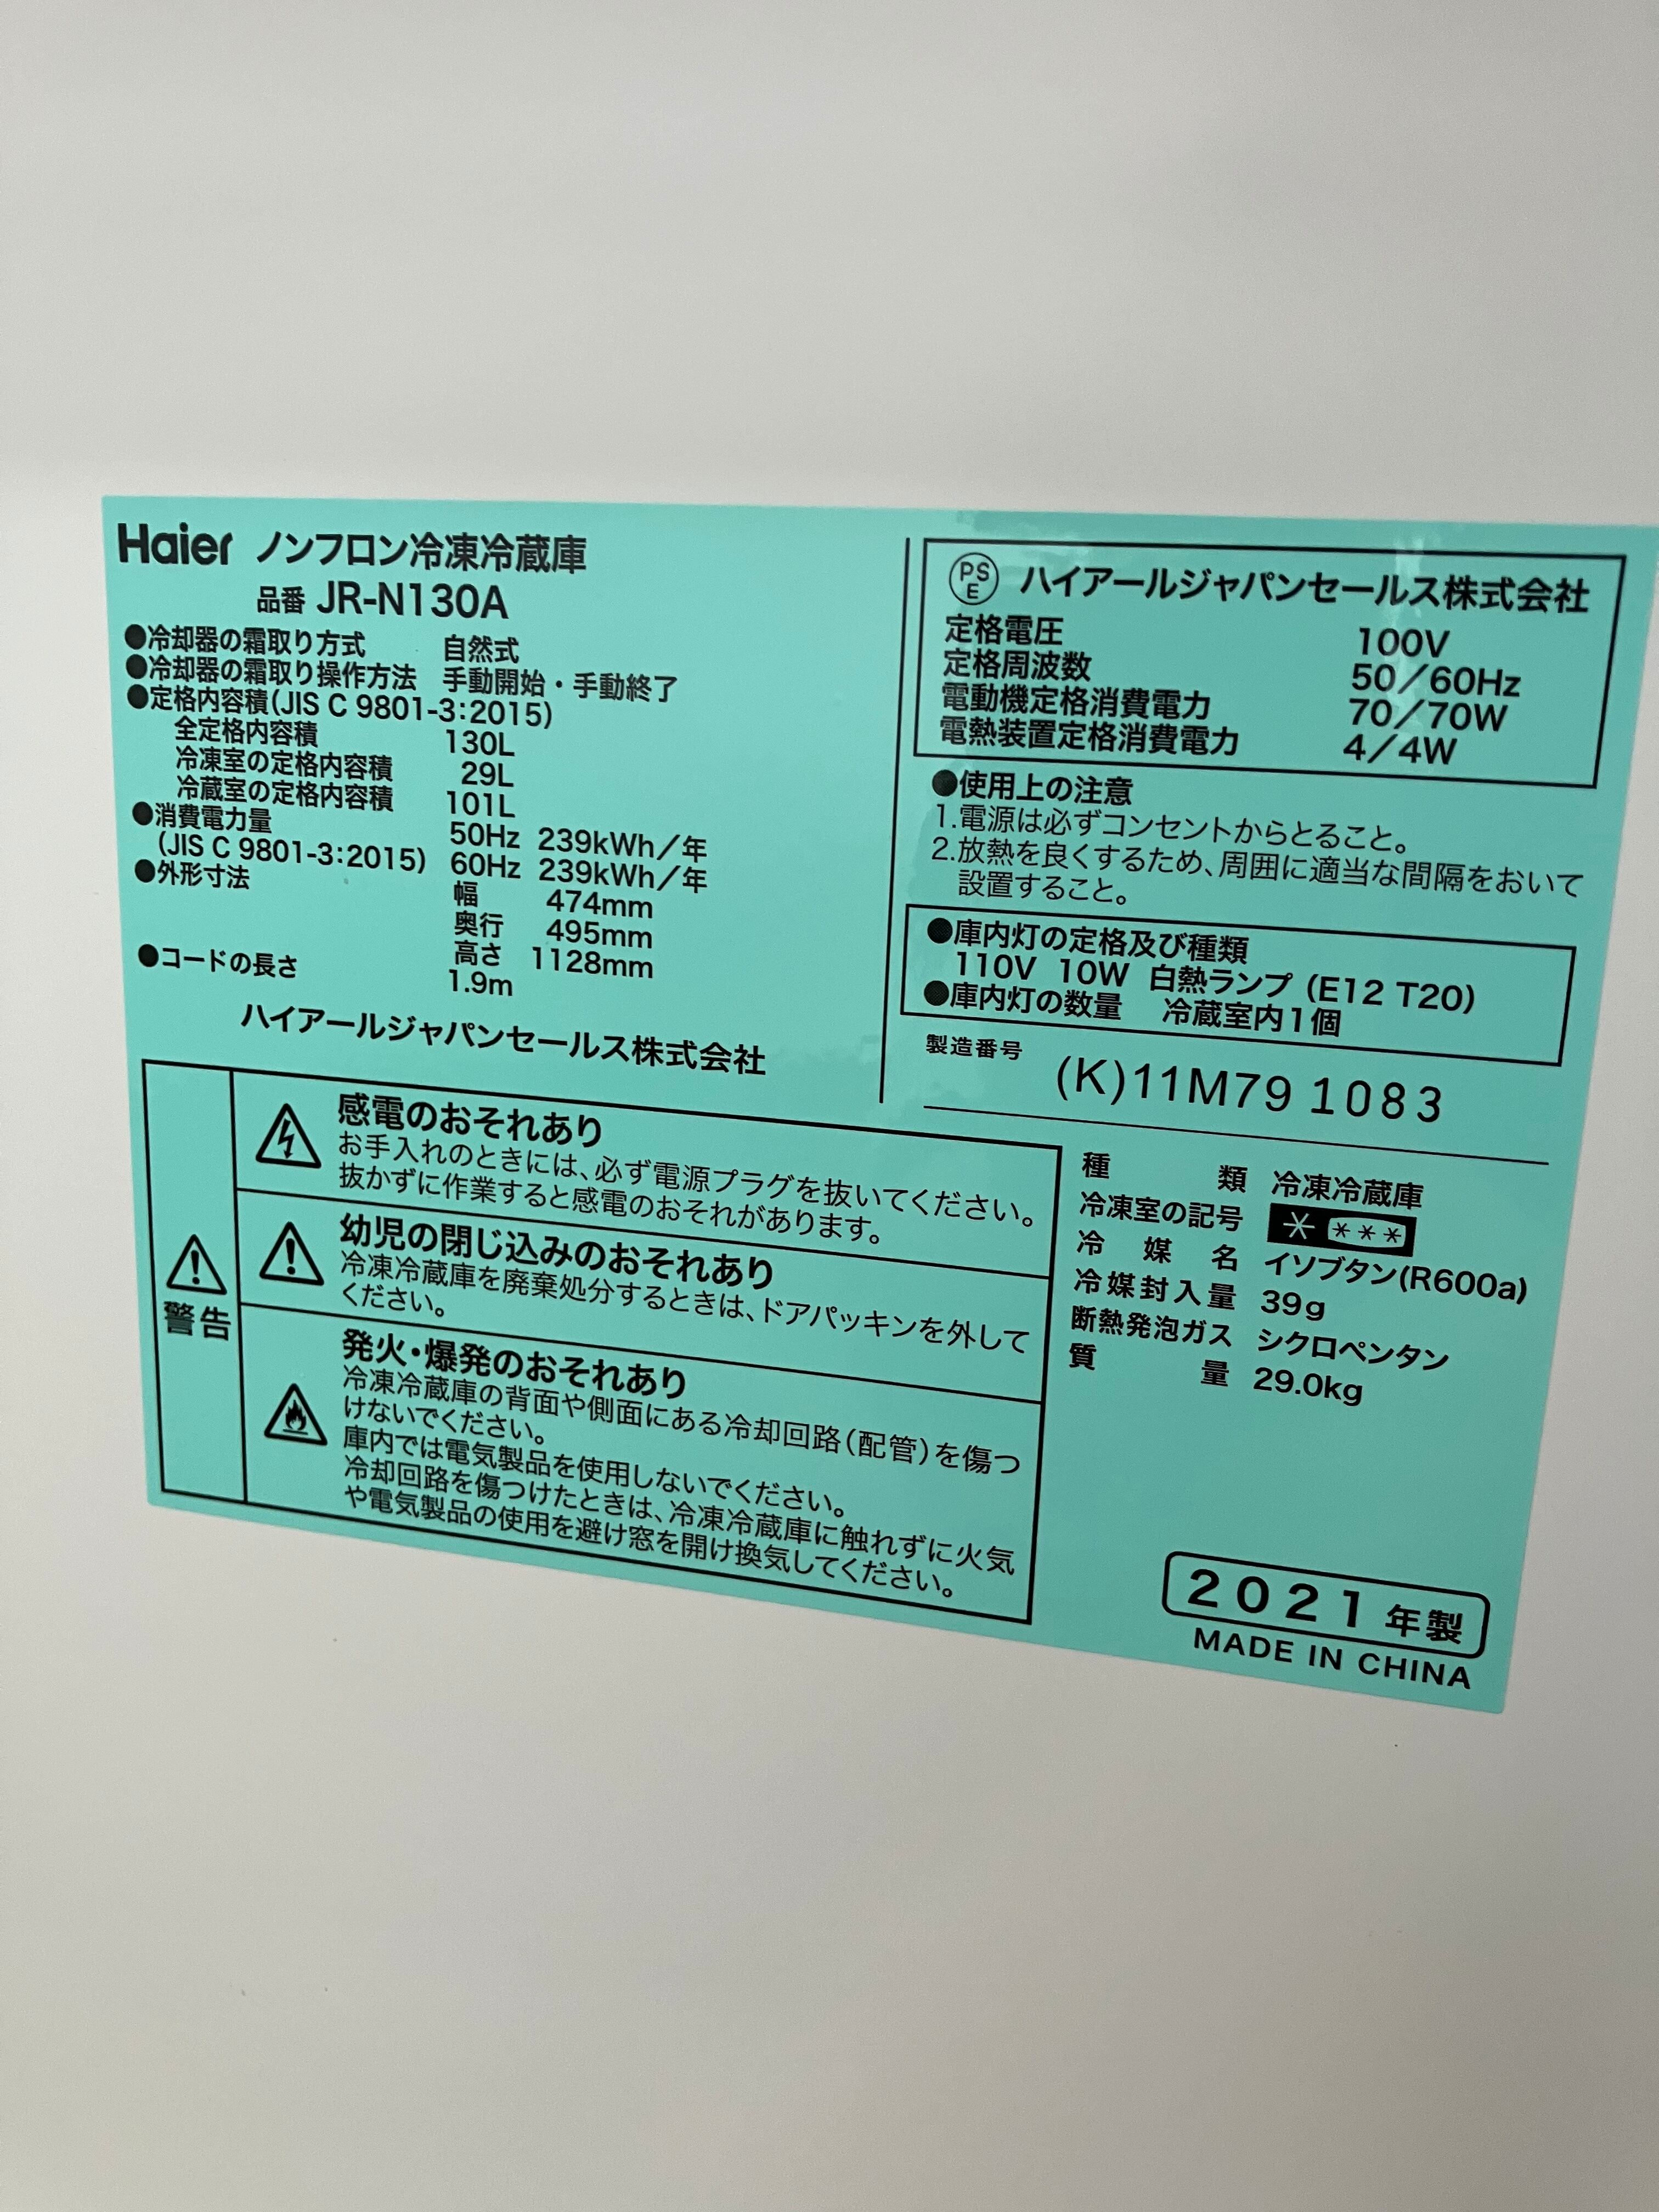 Haier ノンフロン冷凍冷蔵庫
品番 JR-N130A
●冷却器の霜取り方式 自然式
●冷却器の霜取り操作方法 手動開始・手動終了
●定格内容積(JIS C 9801-3:2015)
全定格内容積 130L
冷凍室の定格内容積 29L
冷蔵室の定格内容積 101L
●消費電力量 50Hz 239kWh/年
(JIS C 9801-3:2015) 60Hz 239kWh/年
●外形寸法 幅 474mm
奥行 495mm
高さ 1128mm
●コードの長さ 1.9m
ハイアールジャパンセールス株式会社
PS
E
ハイアールジャパンセールス株式会社
定格電圧 100V
定格周波数 50/60Hz
電動機定格消費電力 70/70W
電熱装置定格消費電力 4/4W
●使用上の注意
1.電源は必ずコンセントからとること。
2.放熱を良くするため、周囲に適当な間隔をおいて
設置すること。
●庫内灯の定格及び種類
110V 10W 白熱ランプ (E12 T20)
●庫内灯の数量 冷蔵室内1個
製造番号 (K)11M79 1083
警告
感電のおそれあり
お手入れのときには、必ず電源プラグを抜いてください。
抜かずに作業すると感電のおそれがあります。
幼児の閉じ込みのおそれあり
冷凍冷蔵庫を廃棄処分するときは、ドアパッキンを外して
ください。
発火・爆発のおそれあり
冷凍冷蔵庫の背面や側面にある冷却回路(配管)を傷つ
けないでください。
庫内では電気製品を使用しないでください。
冷却回路を傷つけたときは、冷凍冷蔵庫に触れずに火気
や電気製品の使用を避け窓を開け換気してください。
種類 冷凍冷蔵庫
冷凍室の記号 * ***
冷媒名 イソブタン(R600a)
冷媒封入量 39g
断熱発泡ガス シクロペンタン
質量 29.0kg
2021年製
MADE IN CHINA